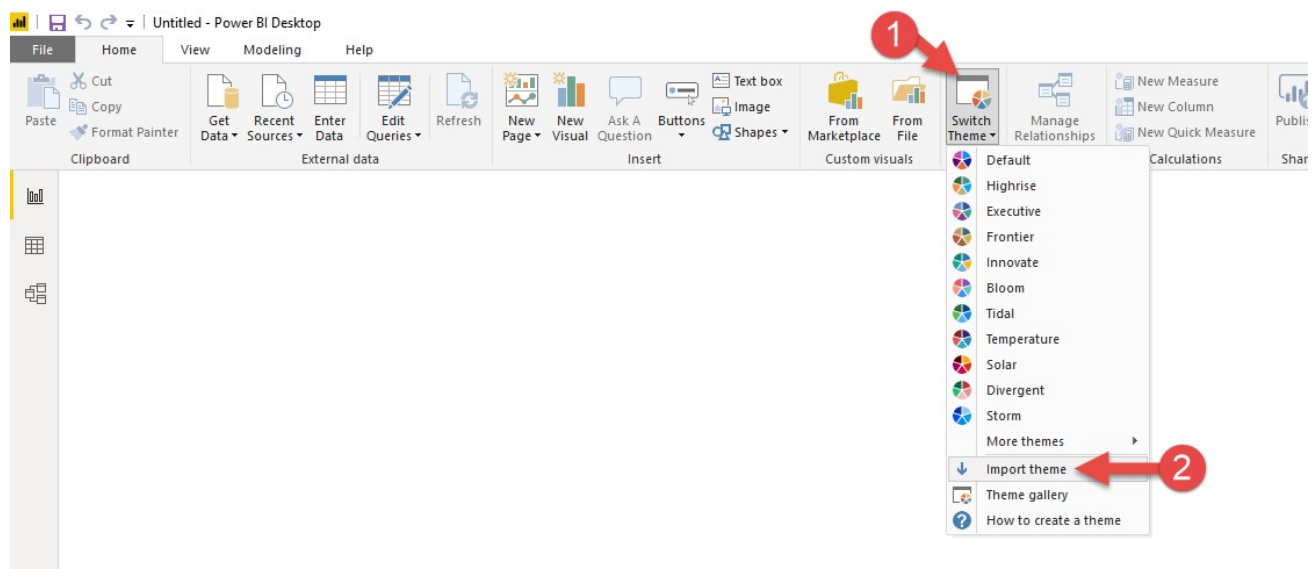 Untitled - Power BI Desktop
File Home View Modeling Help
1
Cut
Copy
Format Painter
Paste
Clipboard
Get Data
Recent Sources
Enter Data
Edit Queries
Refresh
External data
New Page
New Visual
Ask A Question
Buttons
Text box
Image
Shapes
Insert
From Marketplace
From File
Custom visuals
Switch Theme
Manage Relationships
New Measure
New Column
New Quick Measure
Calculations
Default
Highrise
Executive
Frontier
Innovate
Bloom
Tidal
Temperature
Solar
Divergent
Storm
More themes
Import theme
2
Theme gallery
How to create a theme